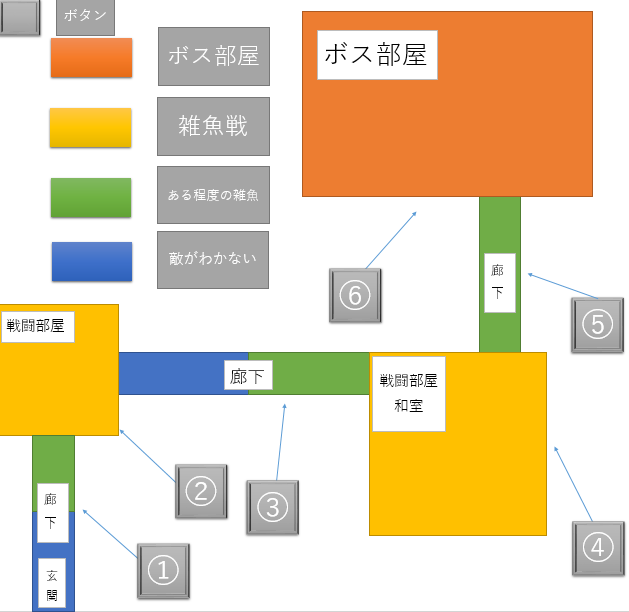 ボタン
ボス部屋
雑魚戦
ある程度の雑魚
敵がわかない
ボス部屋
廊
下
⑥
⑤
戦闘部屋
廊下
戦闘部屋
和室
②
③
④
廊
下
①
玄
関